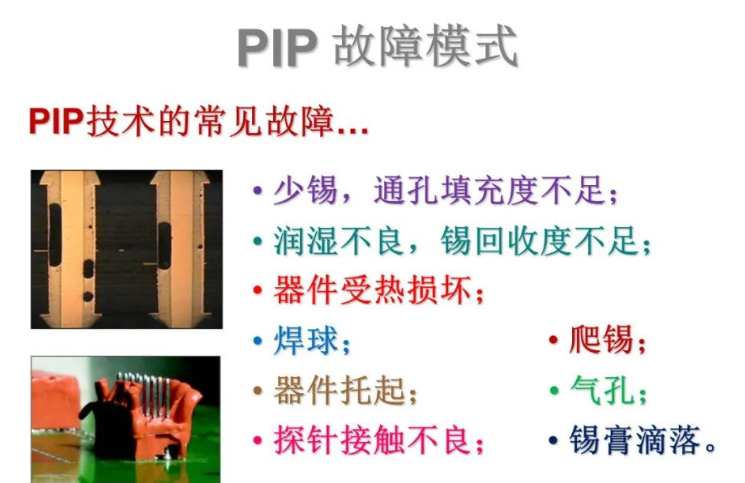 PIP 故障模式
PIP技术的常见故障…
• 少锡，通孔填充度不足；
• 润湿不良，锡回收度不足；
• 器件受热损坏；
• 焊球；
• 爬锡；
• 器件托起；
• 气孔；
• 探针接触不良；
• 锡膏滴落。